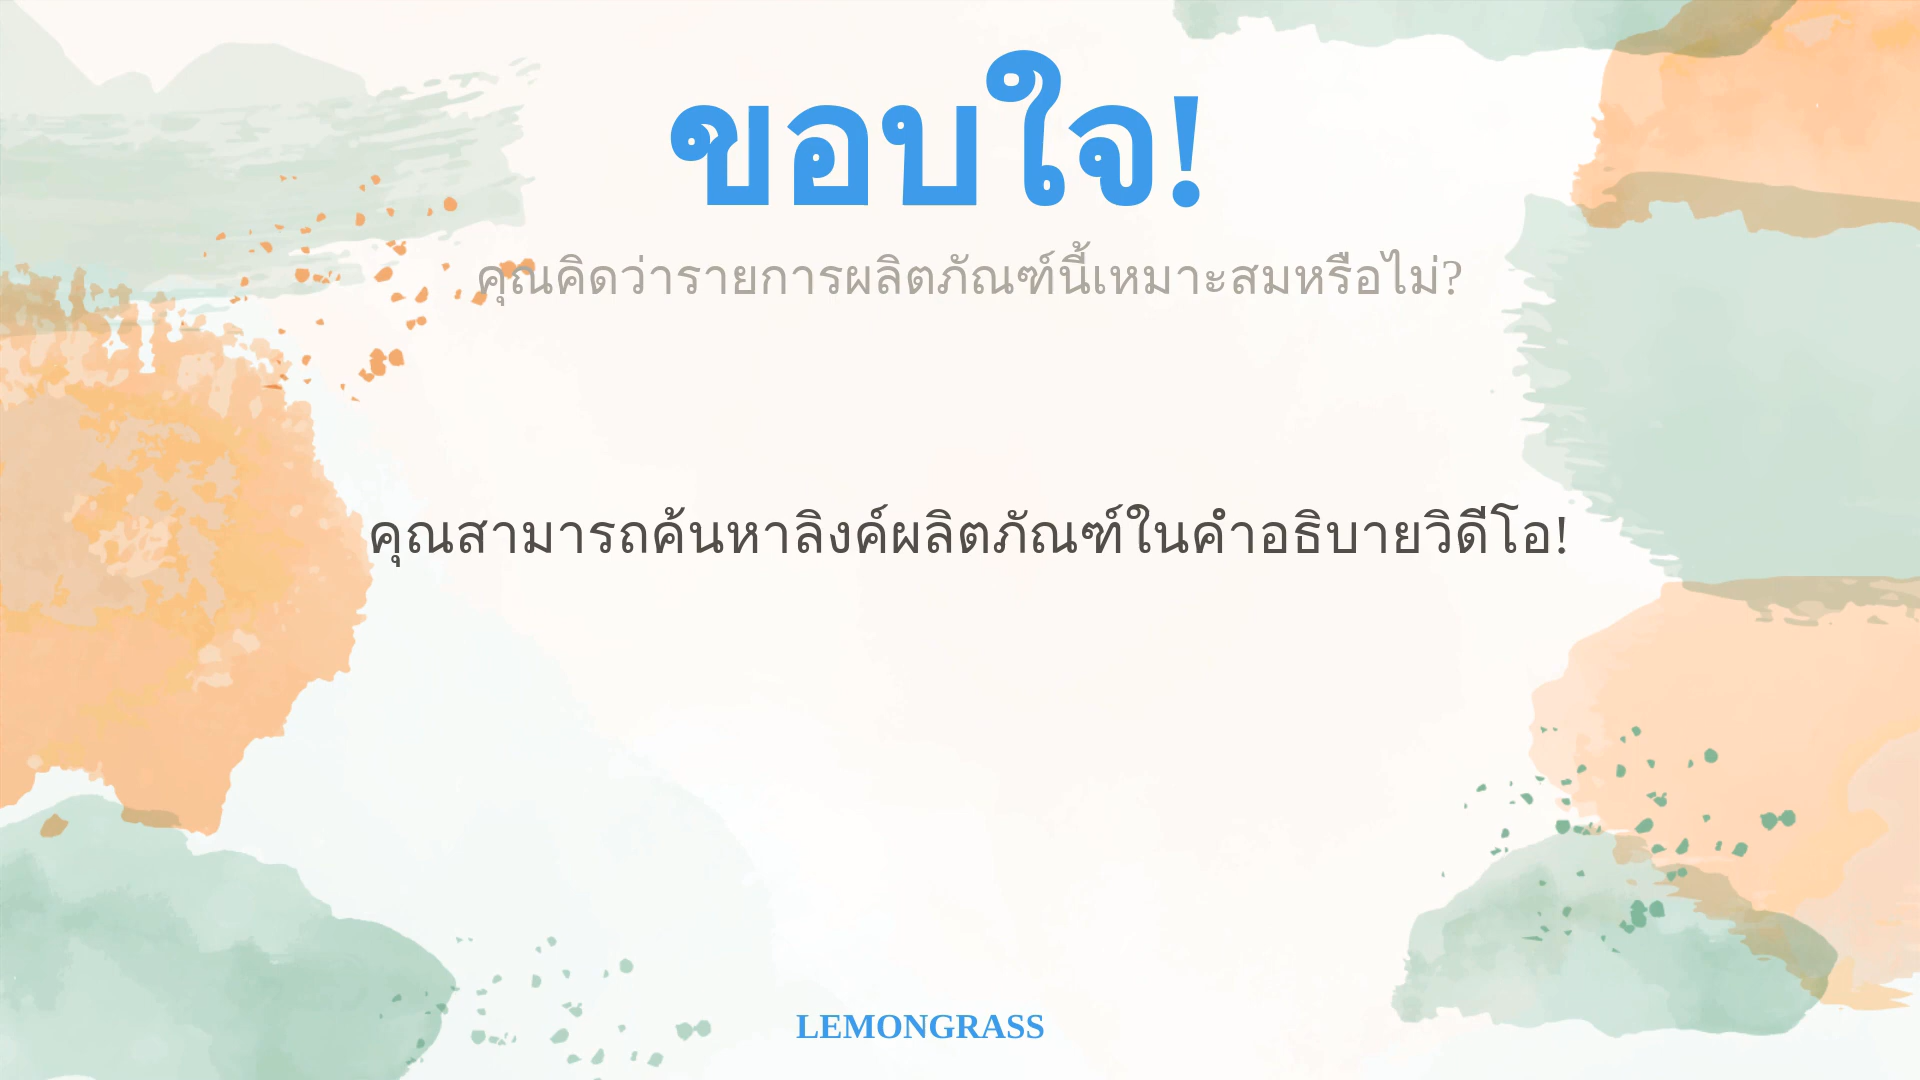 ขอบใจ!
คุณคิดว่ารายการผลิตภัณฑ์นี้เหมาะสมหรือไม่?
คุณสามารถค้นหาลิงค์ผลิตภัณฑ์ในคำอธิบายวิดีโอ!
LEMONGRASS